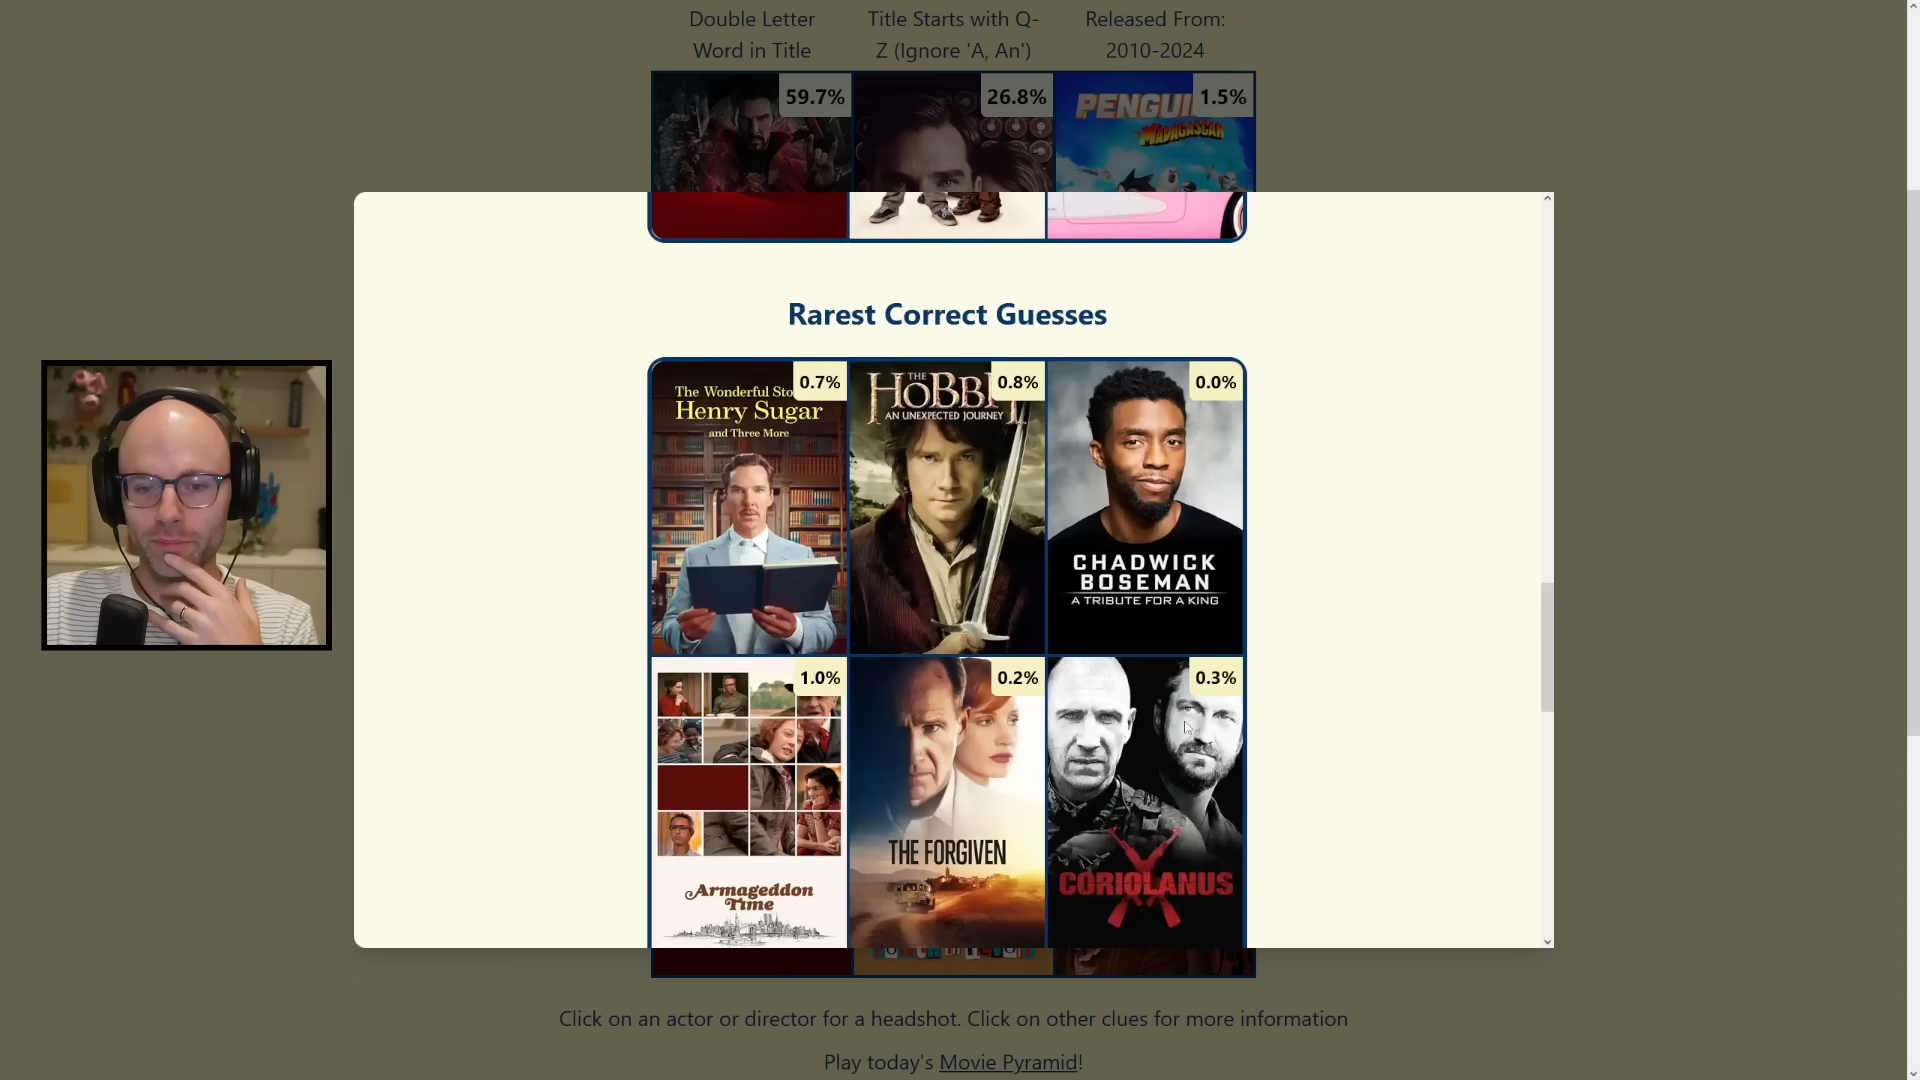 Double Letter
Word in Title
Title Starts with Q-
Z (Ignore 'A, An')
Released From:
2010-2024
59.7%
26.8%
PENGUI
MADAGASCAR
1.5%
Rarest Correct Guesses
The Wonderful Sto
Henry Sugar
and Three More
0.7%
THE
HOBBIT
AN UNEXPECTED JOURNEY
0.8%
0.0%
CHADWICK
BOSEMAN
A TRIBUTE FOR A KING
1.0%
Armageddon
Time
0.2%
THE FORGIVEN
0.3%
CORIOLANUS
Click on an actor or director for a headshot. Click on other clues for more information
Play today's Movie Pyramid!